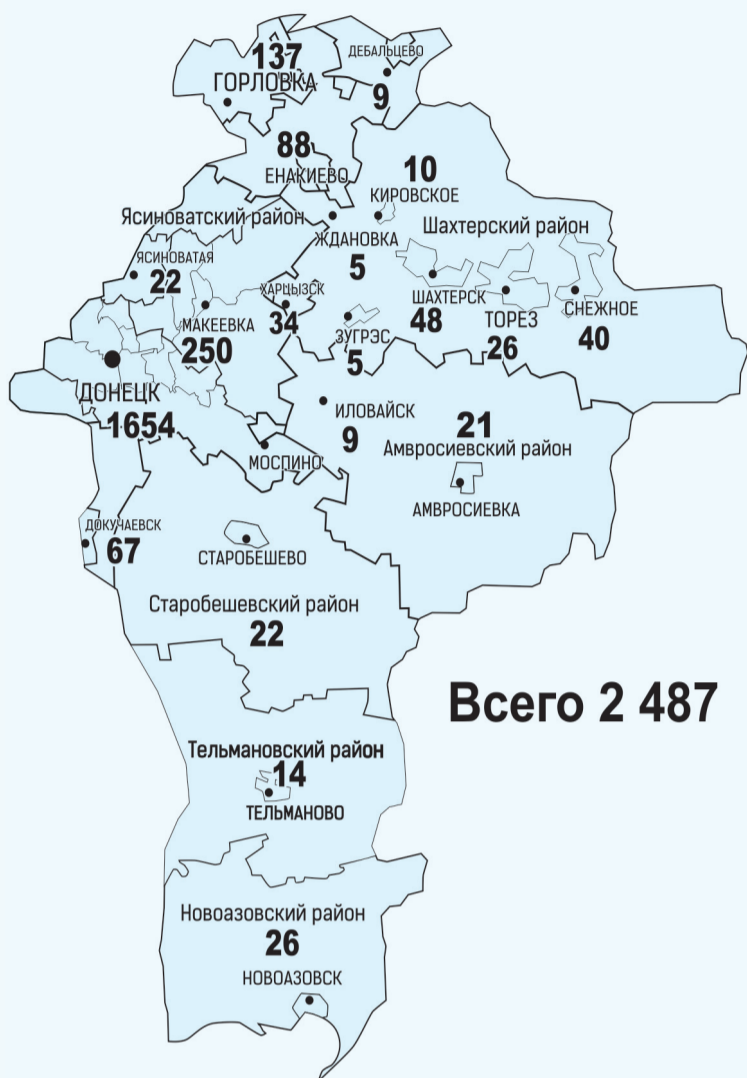 137
ГОРЛОВКА
ДЕБАЛЬЦЕВО
9
88
ЕНАКИЕВО
10
КИРОВСКОЕ
Ясиноватский район
ЖДАНОВКА
5
Шахтерский район
ЯСИНОВАТАЯ
22
ХАРЦЫЗСК
34
МАКЕЕВКА
250
ЗУГРЭС
5
ШАХТЕРСК
48
ТОРЕЗ
26
СНЕЖНОЕ
40
ДОНЕЦК
1654
ИЛОВАЙСК
9
21
Амвросиевский район
МОСПИНО
АМВРОСИЕВКА
ДОКУЧАЕВСК
67
СТАРОБЕШЕВО
Старобешевский район
22
Всего 2 487
Тельмановский район
14
ТЕЛЬМАНОВО
Новоазовский район
26
НОВОАЗОВСК